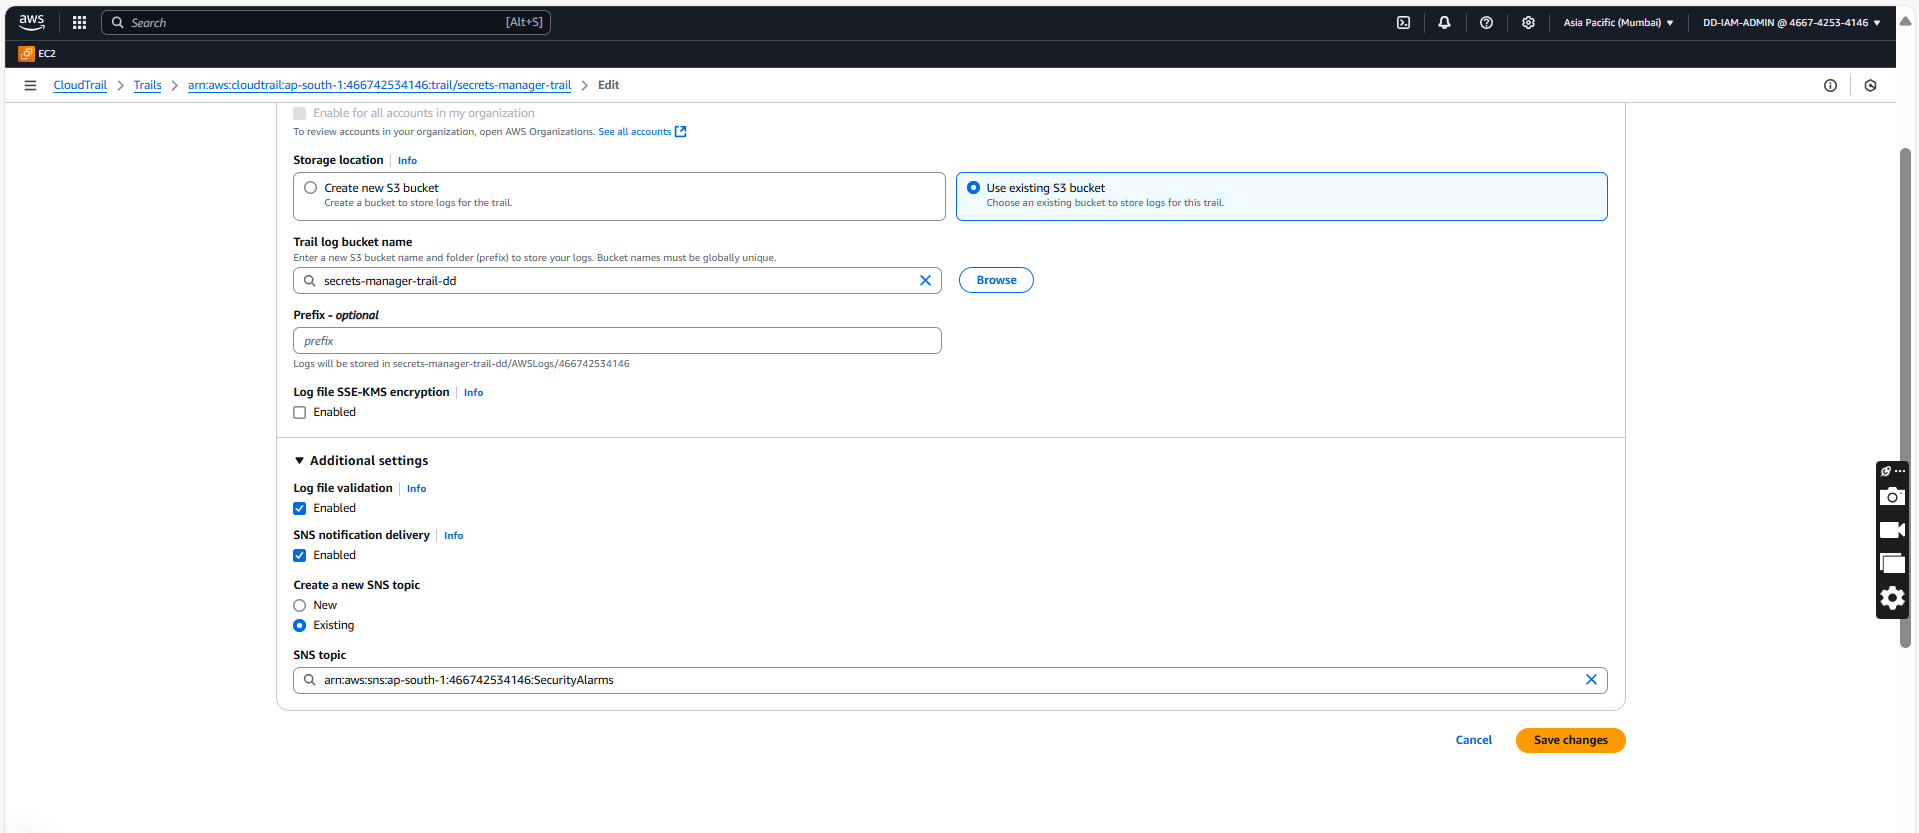 aws
Search [Alt+S] Asia Pacific (Mumbai) DD-IAM-ADMIN @ 4667-4253-4146
EC2
CloudTrail > Trails > arn:aws:cloudtrail:ap-south-1:466742534146:trail/secrets-manager-trail > Edit
Enable for all accounts in my organization
To review accounts in your organization, open AWS Organizations. See all accounts
Storage location Info
Create new S3 bucket
Create a bucket to store logs for the trail.
Use existing S3 bucket
Choose an existing bucket to store logs for this trail.
Trail log bucket name
Enter a new S3 bucket name and folder (prefix) to store your logs. Bucket names must be globally unique.
secrets-manager-trail-dd
Browse
Prefix - optional
prefix
Logs will be stored in secrets-manager-trail-dd/AWSLogs/466742534146
Log file SSE-KMS encryption Info
Enabled
Additional settings
Log file validation Info
Enabled
SNS notification delivery Info
Enabled
Create a new SNS topic
New
Existing
SNS topic
arn:aws:sns:ap-south-1:466742534146:SecurityAlarms
Cancel Save changes